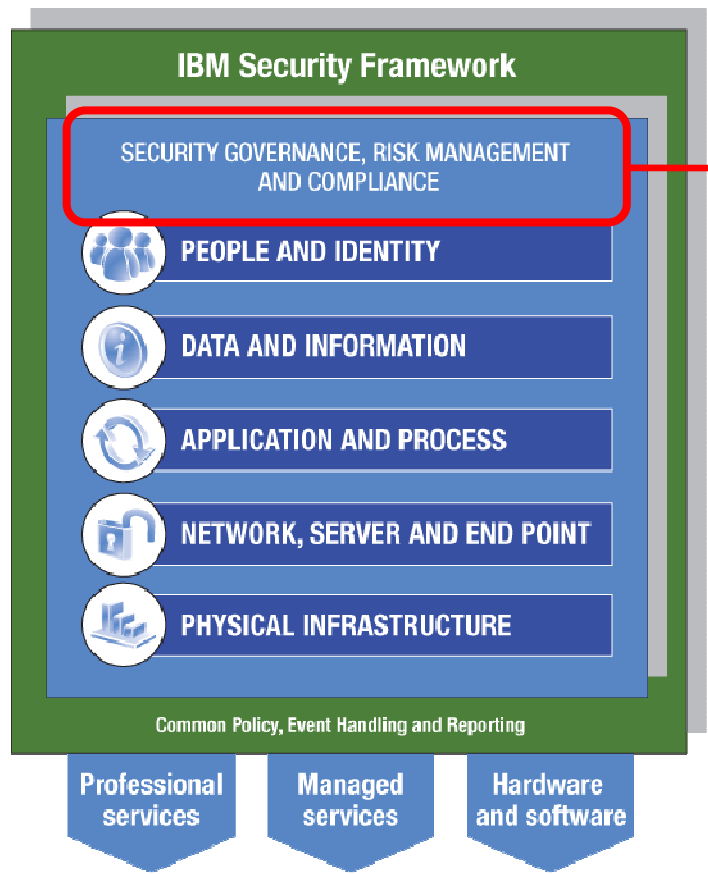 IBM Security Framework
SECURITY GOVERNANCE, RISK MANAGEMENT
AND COMPLIANCE
PEOPLE AND IDENTITY
DATA AND INFORMATION
APPLICATION AND PROCESS
NETWORK, SERVER AND END POINT
PHYSICAL INFRASTRUCTURE
Common Policy, Event Handling and Reporting
Professional
services
Managed
services
Hardware
and software